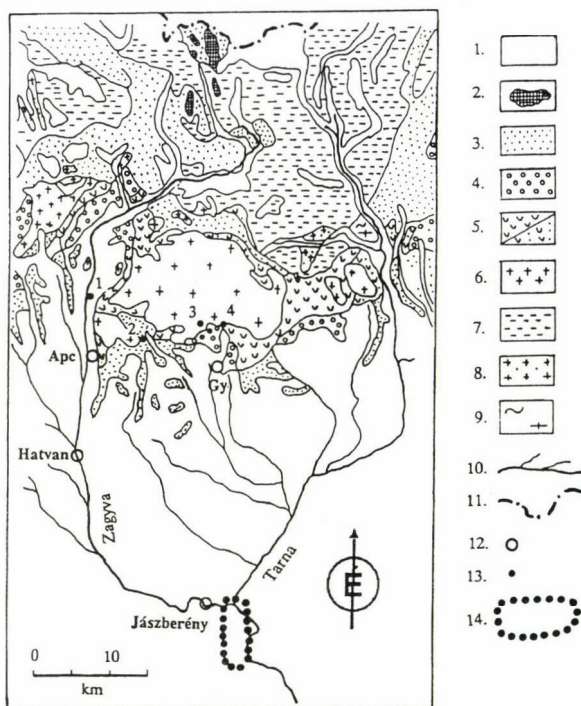 1
2
3
4
Apc
Gy
Hatvan
Zagyva
Tarna
É
Jászberény
0 10
km
1.
2.
3.
4.
5.
6.
7.
8.
9.
10.
11.
12.
13.
14.